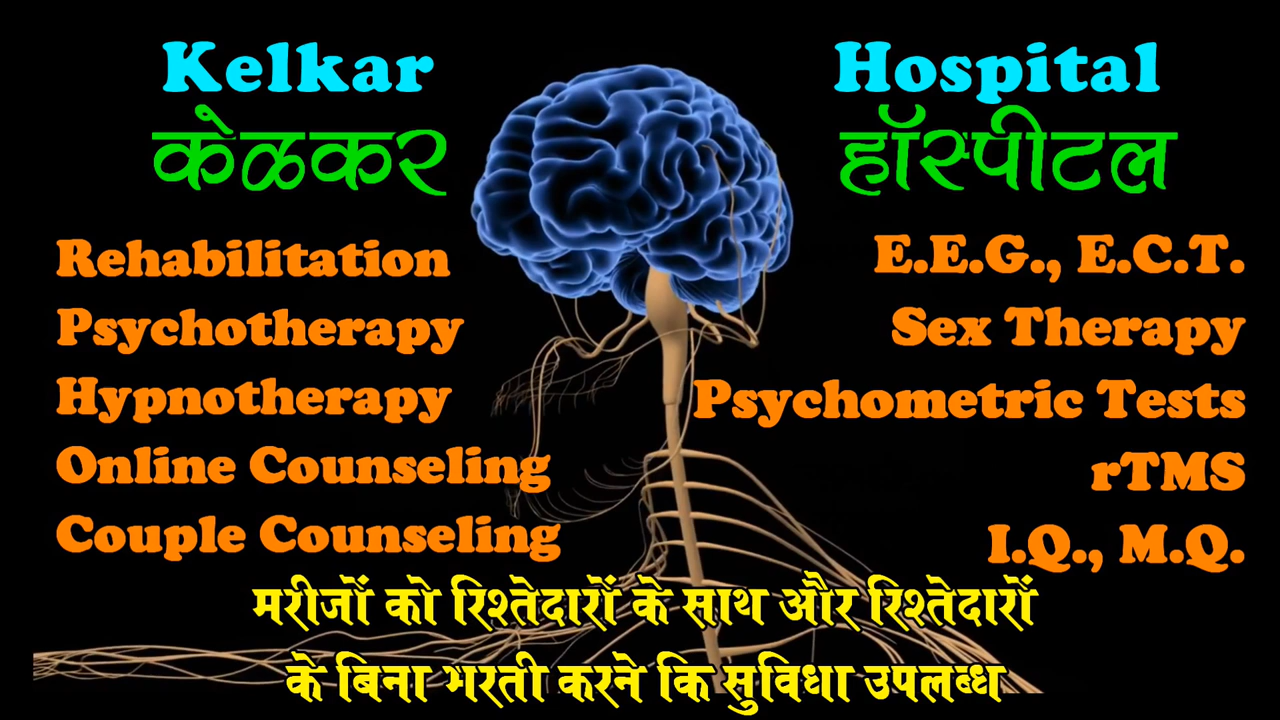 Kelkar Hospital
केळकर हॉस्पीटल
Rehabilitation
Psychotherapy
Hypnotherapy
Online Counseling
Couple Counseling
E.E.G., E.C.T.
Sex Therapy
Psychometric Tests
rTMS
I.Q., M.Q.
मरीजों को रिश्तेदारों के साथ और रिश्तेदारों
के बिना भरती करने कि सुविधा उपलब्ध